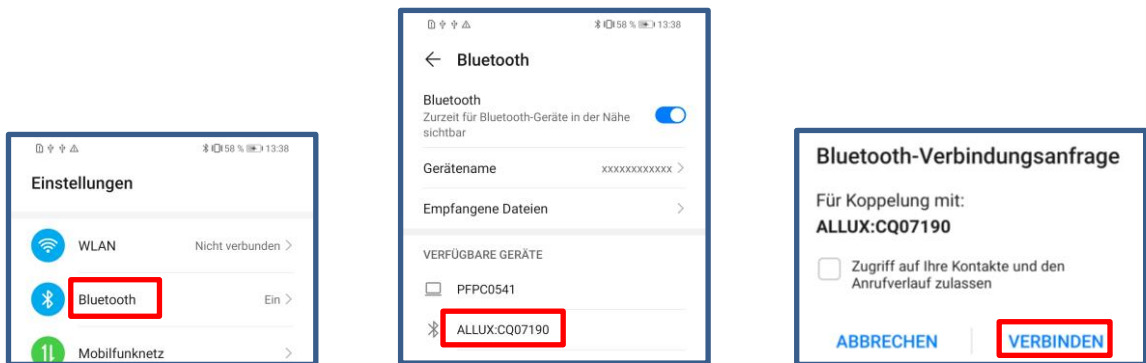 58 % 13:38
Einstellungen
WLAN Nicht verbunden
Bluetooth Ein
Mobilfunknetz
58 % 13:38
Bluetooth
Bluetooth
Zurzeit für Bluetooth-Geräte in der Nähe
sichtbar
Gerätename xxxxxxxxxxxx
Empfangene Dateien
VERFÜGBARE GERÄTE
PFPC0541
ALLUX:CQ07190
Bluetooth-Verbindungsanfrage
Für Koppelung mit:
ALLUX:CQ07190
Zugriff auf Ihre Kontakte und den
Anrufverlauf zulassen
ABBRECHEN VERBINDEN